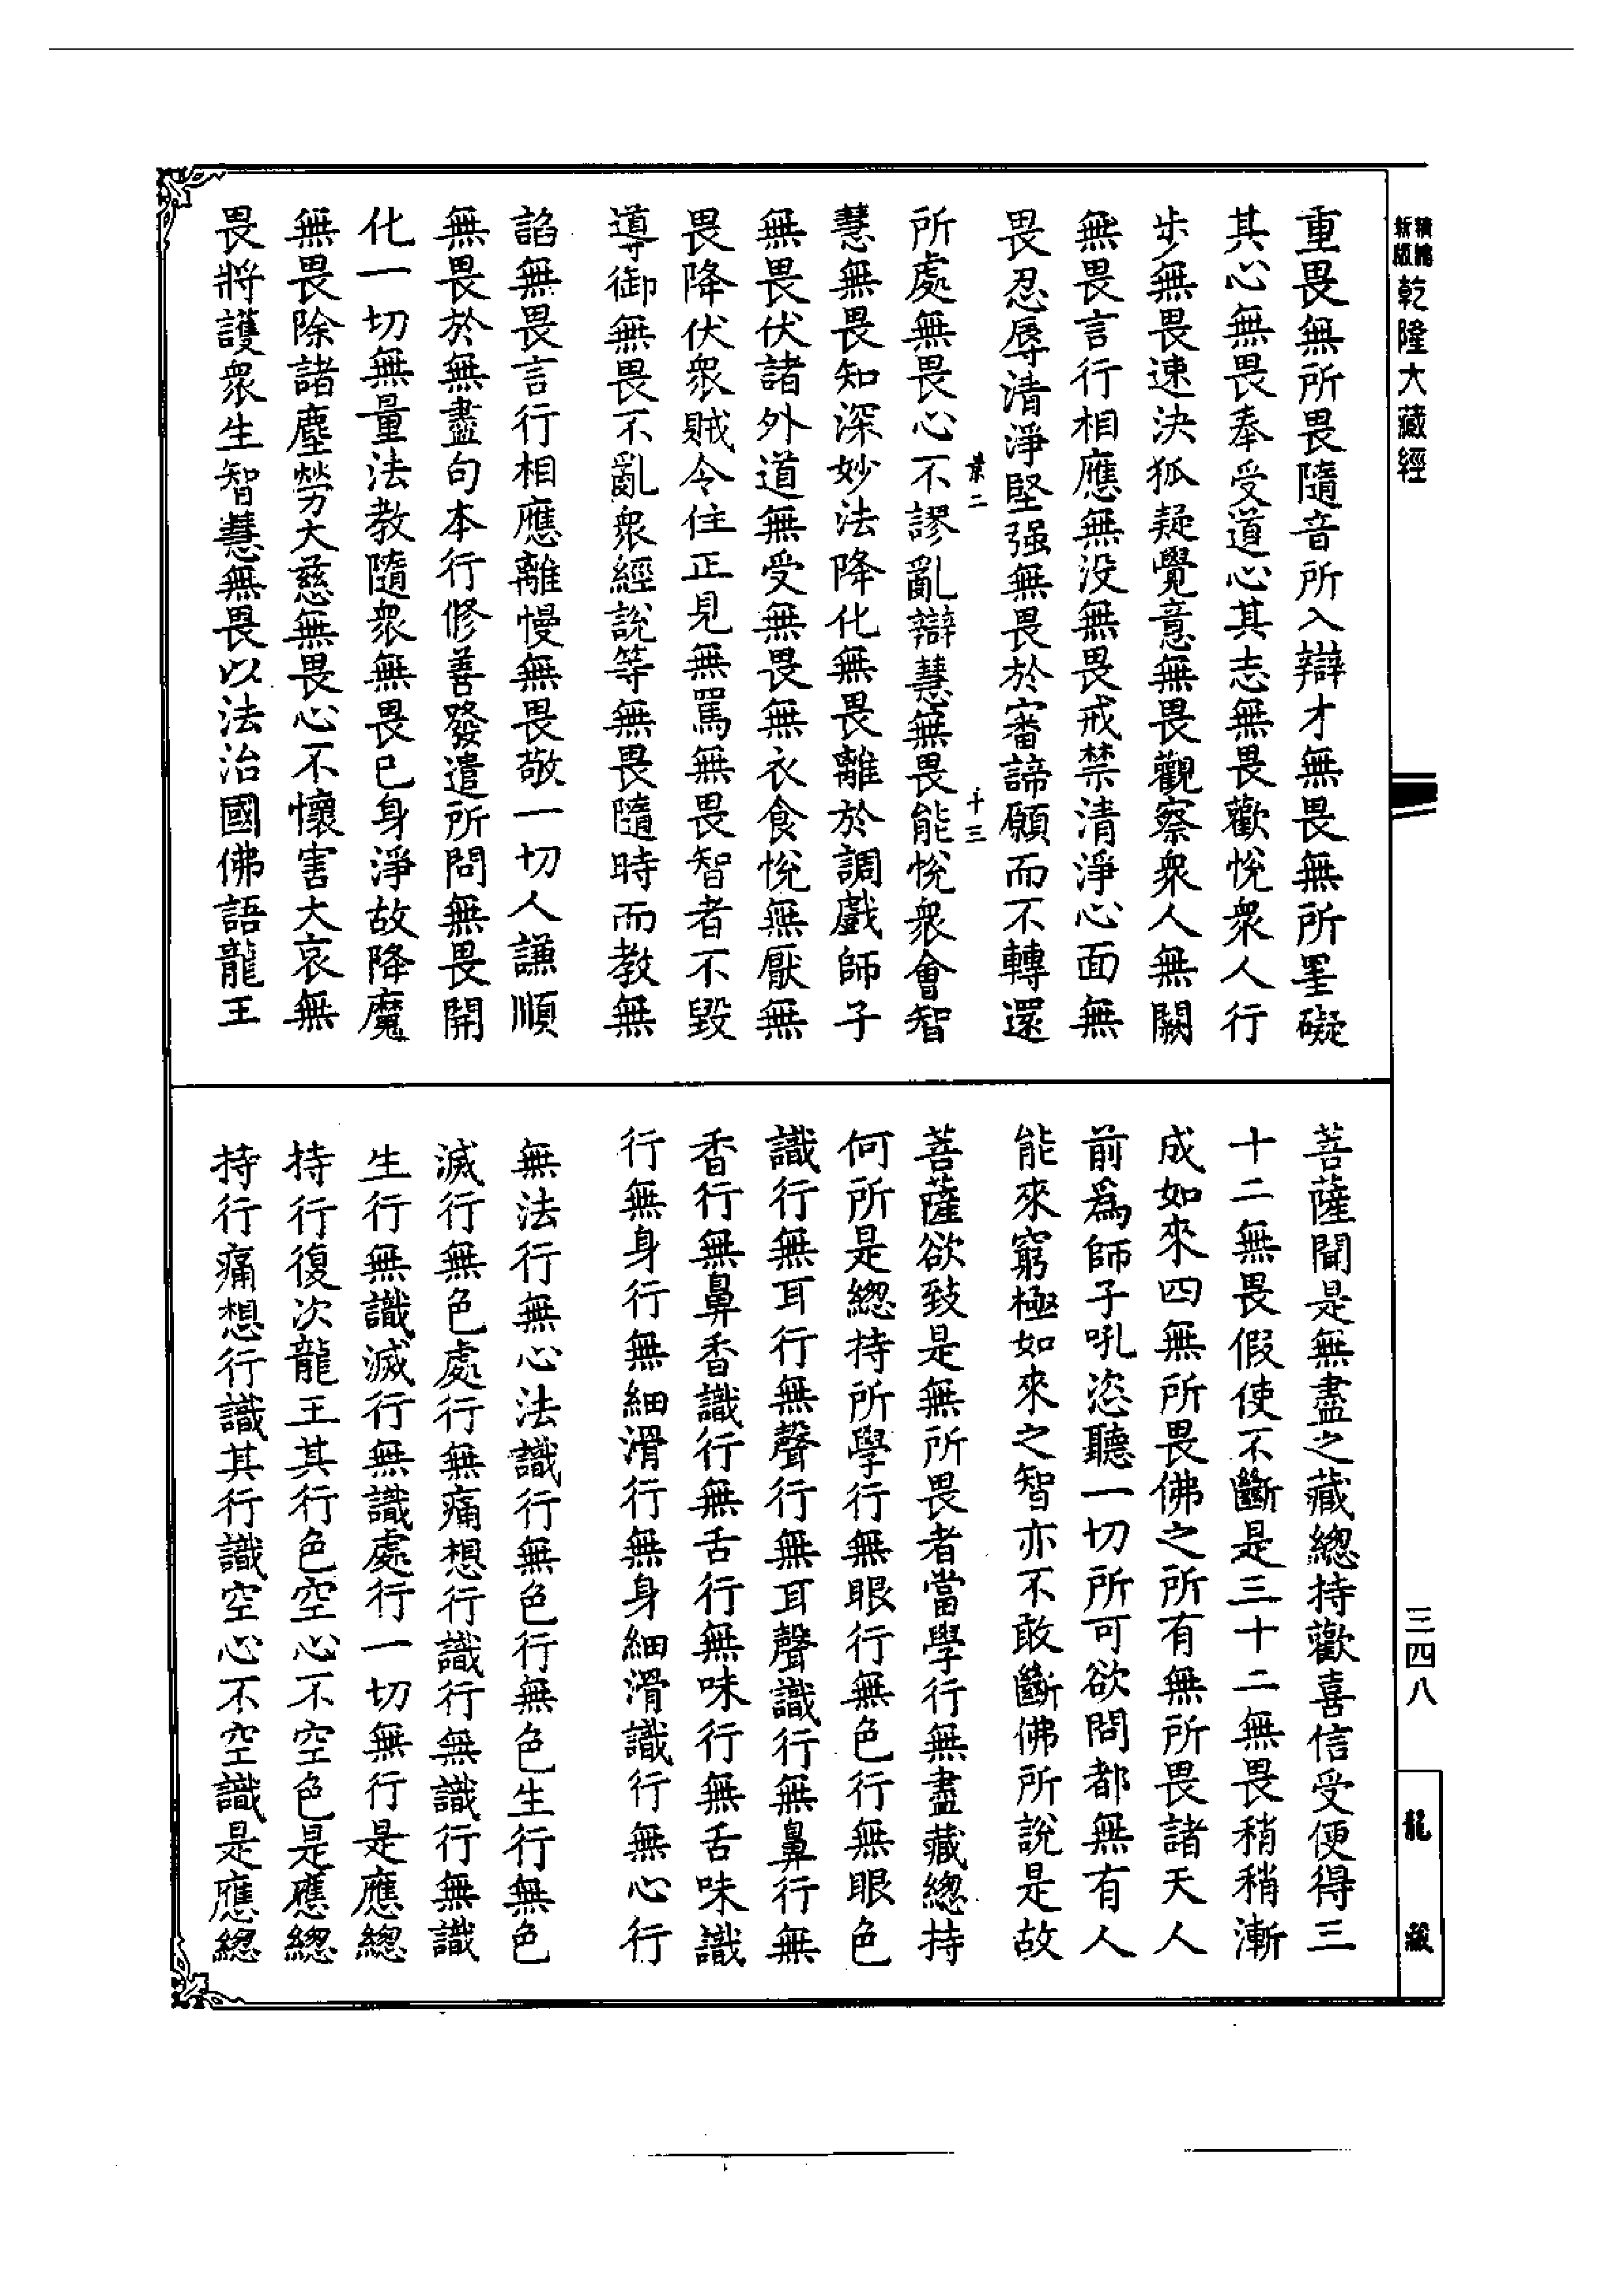 乾隆大藏經
三四八
龍藏
重畏無所畏隨音所入辯才無畏無所罣礙
其心無畏奉受道心其志無畏歡悅衆人行
步無畏速決狐疑覺意無畏觀察衆人無闕
無畏言行相應無没無畏戒禁清淨心面無
畏忍辱清淨堅强無畏於審諦願而不轉還
所處無畏心不謬亂辯慧無畏能悅衆會智
慧無畏知深妙法降化無畏離於調戲師子
無畏伏諸外道無受無畏無衣食悅無厭無
畏降伏衆賊令住正見無罵無畏智者不毀
導御無畏不亂衆經說等無畏隨時而教無
諂無畏言行相應離慢無畏敬一切人謙順
無畏於無盡句本行修善發遣所問無畏開
化一切無量法教隨衆無畏已身淨故降魔
無畏除諸塵勞大慈無畏心不懷害大哀無
畏將護衆生智慧無畏以法治國佛語龍王
十三
菩薩聞是無盡之藏總持歡喜信受便得三
十二無畏假使不斷是三十二無畏稍稍漸
成如來四無所畏佛之所有無所畏諸天人
前爲師子吼恣聽一切所可欲問都無有人
能來窮極如來之智亦不敢斷佛所說是故
菩薩欲致是無所畏者當學行無盡藏總持
何所是總持所學行無眼行無色行無眼色
識行無耳行無聲行無耳聲識行無鼻行無
香行無鼻香識行無舌行無味行無舌味識
行無身行無細滑行無身細滑識行無心行
無法行無心法識行無色行無色生行無色
滅行無色處行無痛想行識行無識行無識
生行無識滅行無識處行一切無行是應總
持行復次龍王其行色空心不空色是應總
持行痛想行識其行識空心不空識是應總